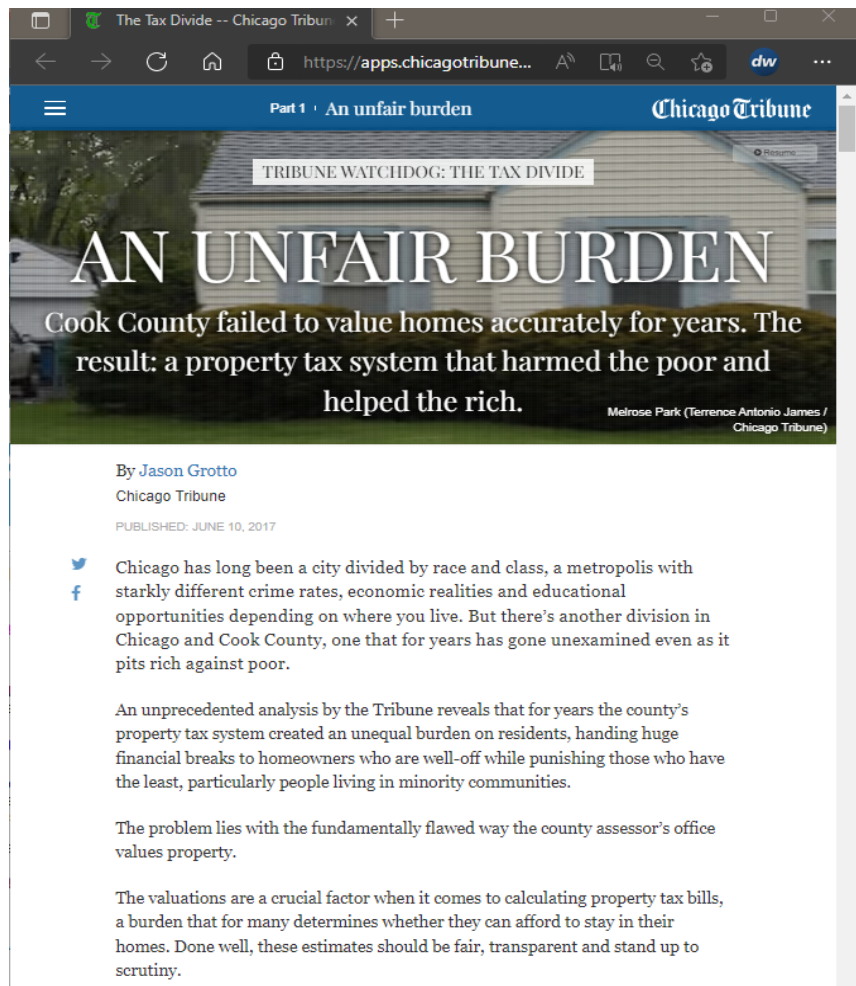 The Tax Divide -- Chicago Tribun
https://apps.chicagotribune...
dw
Part 1 An unfair burden
Chicago Tribune
Resume
TRIBUNE WATCHDOG: THE TAX DIVIDE
AN UNFAIR BURDEN
Cook County failed to value homes accurately for years. The
result: a property tax system that harmed the poor and
helped the rich.
Melrose Park (Terrence Antonio James /
Chicago Tribune)
By Jason Grotto
Chicago Tribune
PUBLISHED: JUNE 10, 2017
Chicago has long been a city divided by race and class, a metropolis with
starkly different crime rates, economic realities and educational
opportunities depending on where you live. But there’s another division in
Chicago and Cook County, one that for years has gone unexamined even as it
pits rich against poor.
An unprecedented analysis by the Tribune reveals that for years the county’s
property tax system created an unequal burden on residents, handing huge
financial breaks to homeowners who are well-off while punishing those who have
the least, particularly people living in minority communities.
The problem lies with the fundamentally flawed way the county assessor’s office
values property.
The valuations are a crucial factor when it comes to calculating property tax bills,
a burden that for many determines whether they can afford to stay in their
homes. Done well, these estimates should be fair, transparent and stand up to
scrutiny.